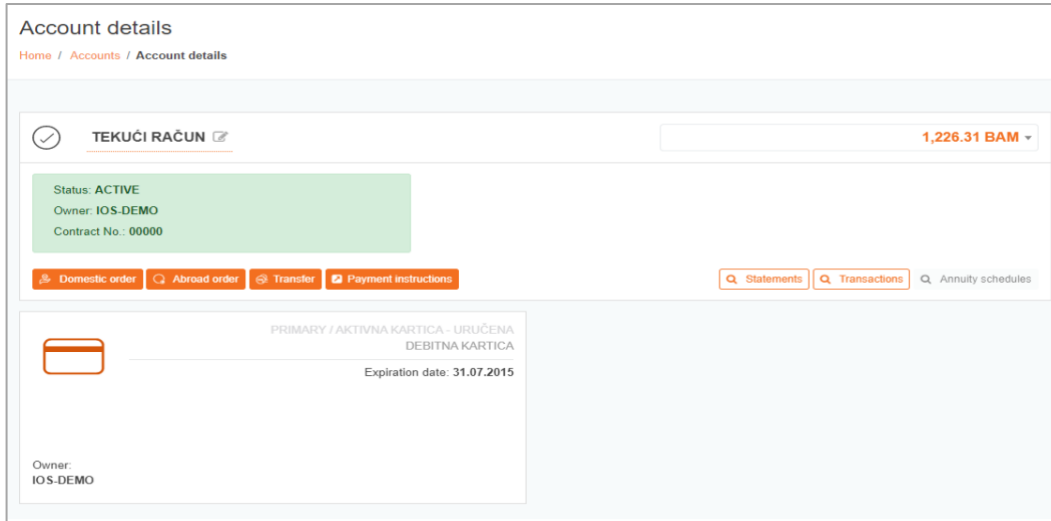 Account details
Home / Accounts / Account details
TEKUĆI RAČUN
1,226.31 BAM
Status: ACTIVE
Owner: IOS-DEMO
Contract No.: 00000
Domestic order
Abroad order
Transfer
Payment instructions
Statements
Transactions
Annuity schedules
PRIMARY / AKTIVNA KARTICA - URUČENA
DEBITNA KARTICA
Expiration date: 31.07.2015
Owner:
IOS-DEMO